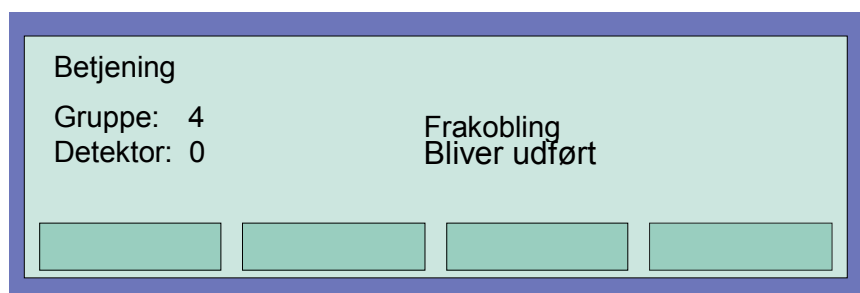 Betjening
Gruppe: 4
Detektor: 0
Frakobling
Bliver udført